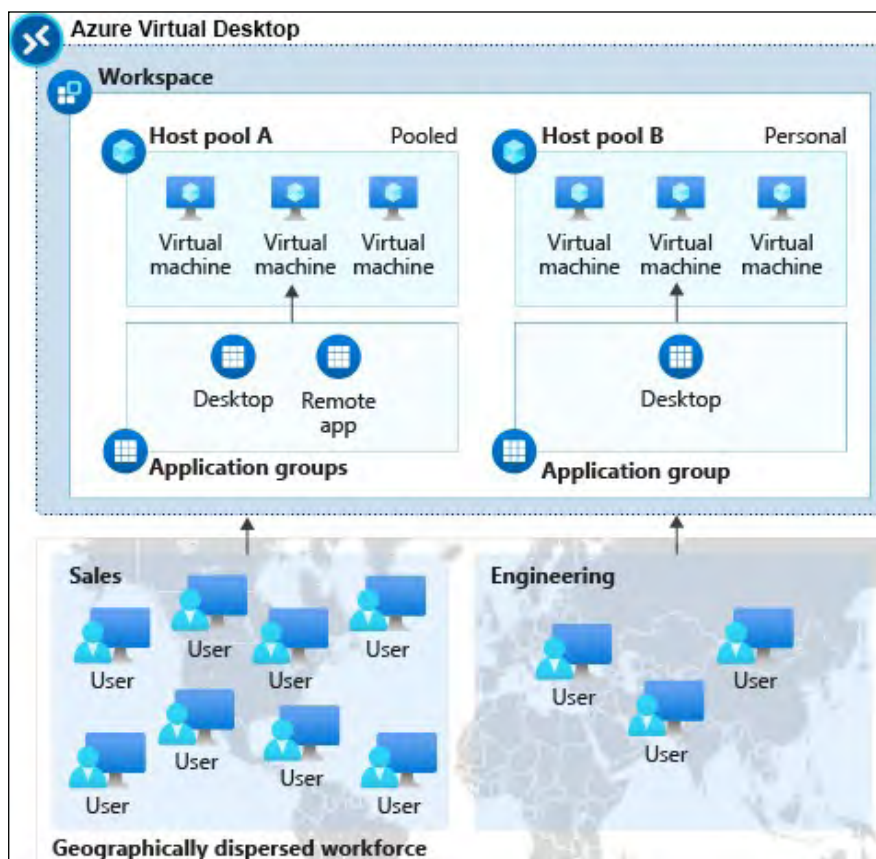 Azure Virtual Desktop
Workspace
Host pool A Pooled
Host pool B Personal
Virtual machine
Virtual machine
Virtual machine
Virtual machine
Virtual machine
Virtual machine
Desktop
Remote app
Desktop
Application groups
Application group
Sales
Engineering
User
User
User
User
User
User
User
User
User
User
User
Geographically dispersed workforce